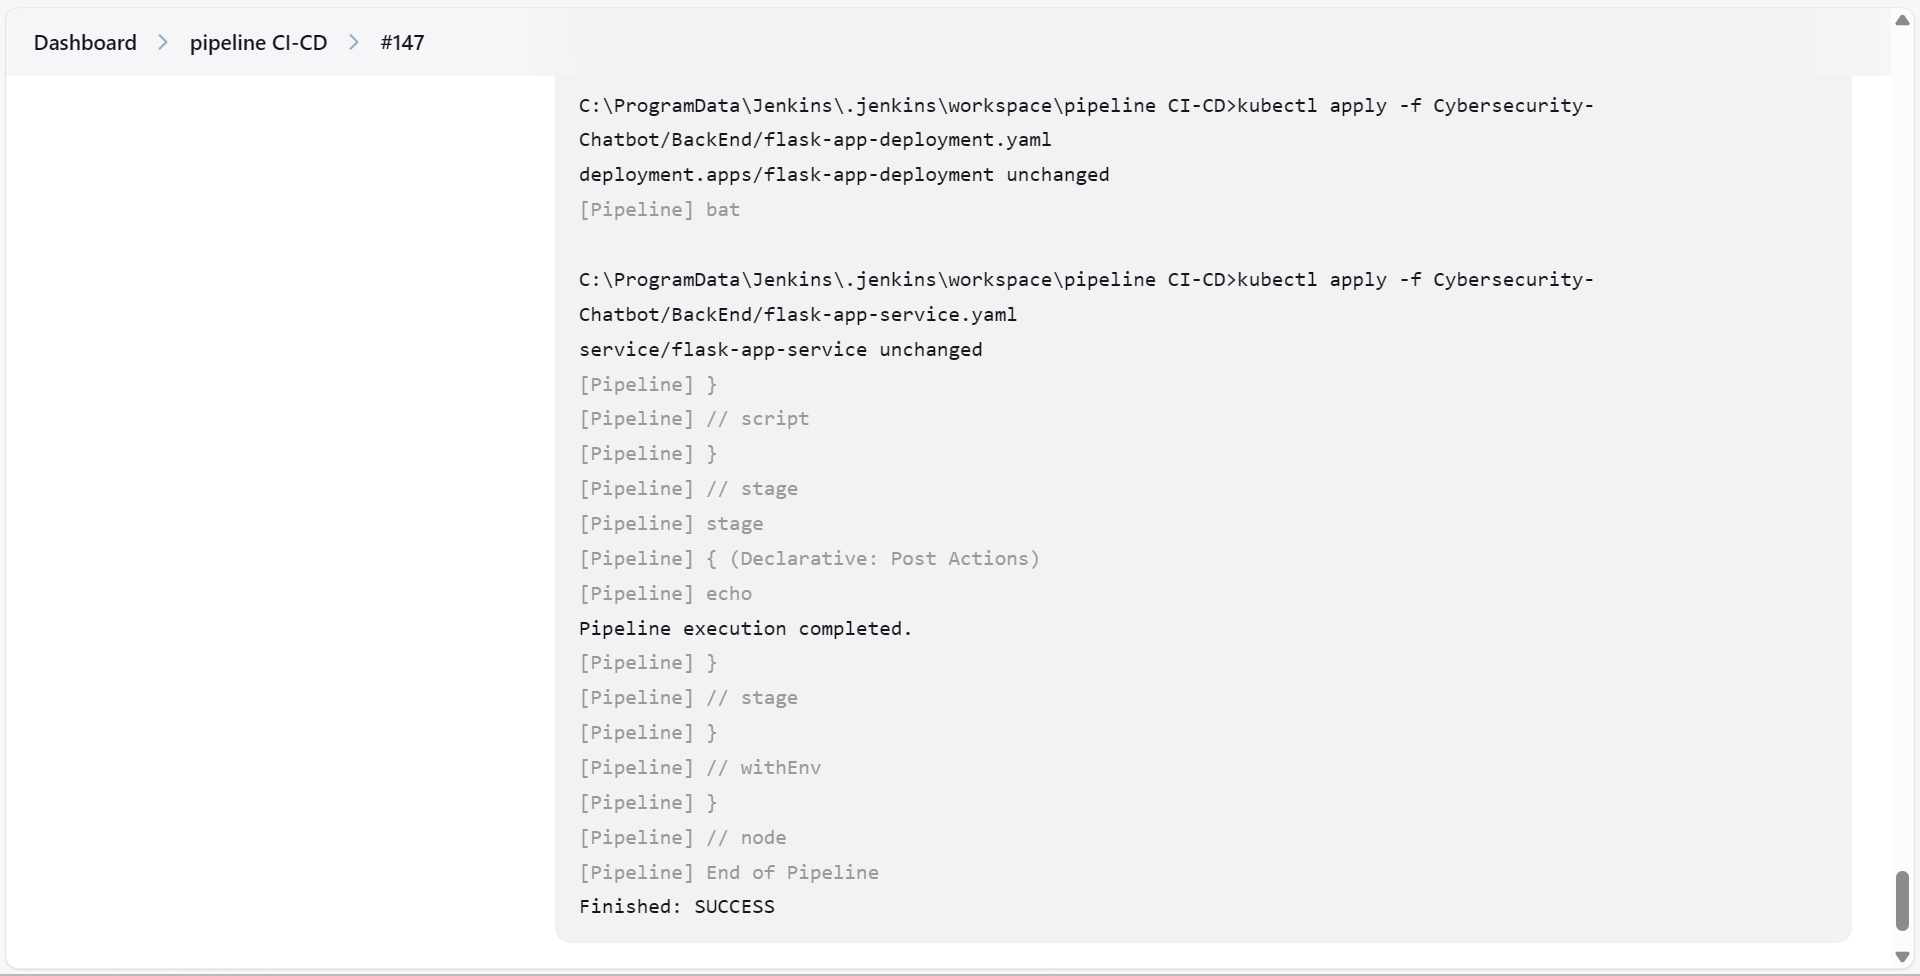 Dashboard > pipeline CI-CD > #147
C:\ProgramData\Jenkins\.jenkins\workspace\pipeline CI-CD>kubectl apply -f Cybersecurity-
Chatbot/BackEnd/flask-app-deployment.yaml
deployment.apps/flask-app-deployment unchanged
[Pipeline] bat
C:\ProgramData\Jenkins\.jenkins\workspace\pipeline CI-CD>kubectl apply -f Cybersecurity-
Chatbot/BackEnd/flask-app-service.yaml
service/flask-app-service unchanged
[Pipeline] }
[Pipeline] // script
[Pipeline] }
[Pipeline] // stage
[Pipeline] stage
[Pipeline] { (Declarative: Post Actions)
[Pipeline] echo
Pipeline execution completed.
[Pipeline] }
[Pipeline] // stage
[Pipeline] }
[Pipeline] // withEnv
[Pipeline] }
[Pipeline] // node
[Pipeline] End of Pipeline
Finished: SUCCESS